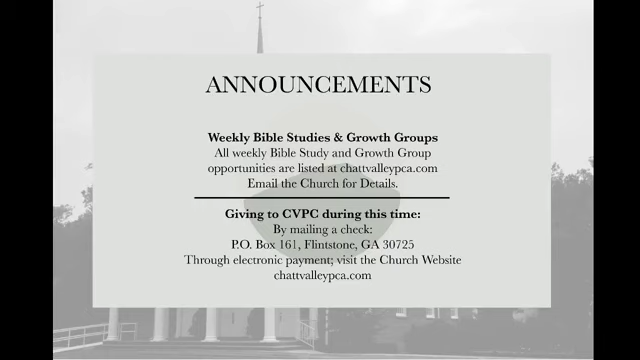 ANNOUNCEMENTS
Weekly Bible Studies & Growth Groups
All weekly Bible Study and Growth Group
opportunities are listed at chattvalleypca.com
Email the Church for Details.
Giving to CVPC during this time:
By mailing a check:
P.O. Box 161, Flintstone, GA 30725
Through electronic payment; visit the Church Website
chattvalleypca.com